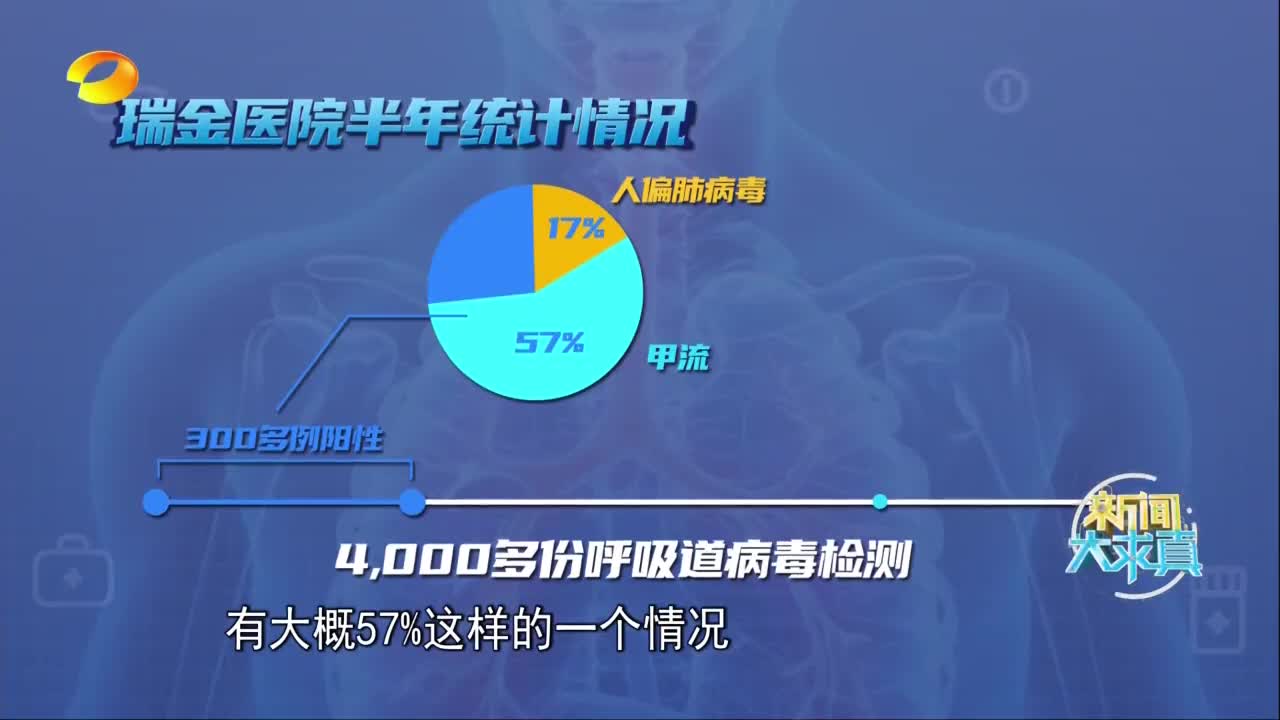 瑞金医院半年统计情况
人偏肺病毒
17%
57%
甲流
300多例阳性
新闻
大求真
4,000多份呼吸道病毒检测
有大概57%这样的一个情况